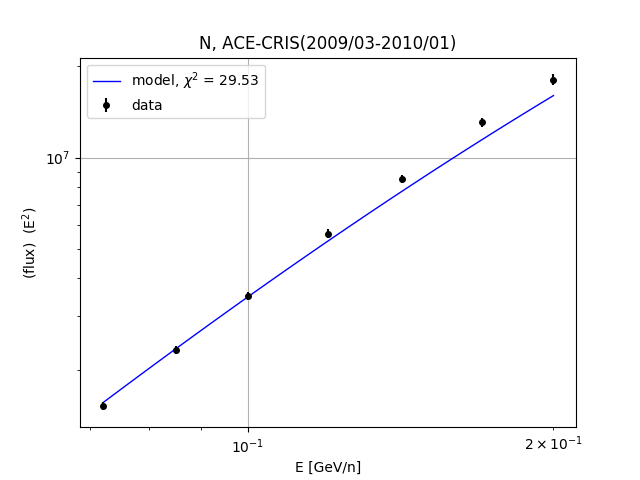 N, ACE-CRIS(2009/03-2010/01)
model, χ² = 29.53
data
10⁷
(flux) (E²)
10⁻¹
2 × 10⁻¹
E [GeV/n]